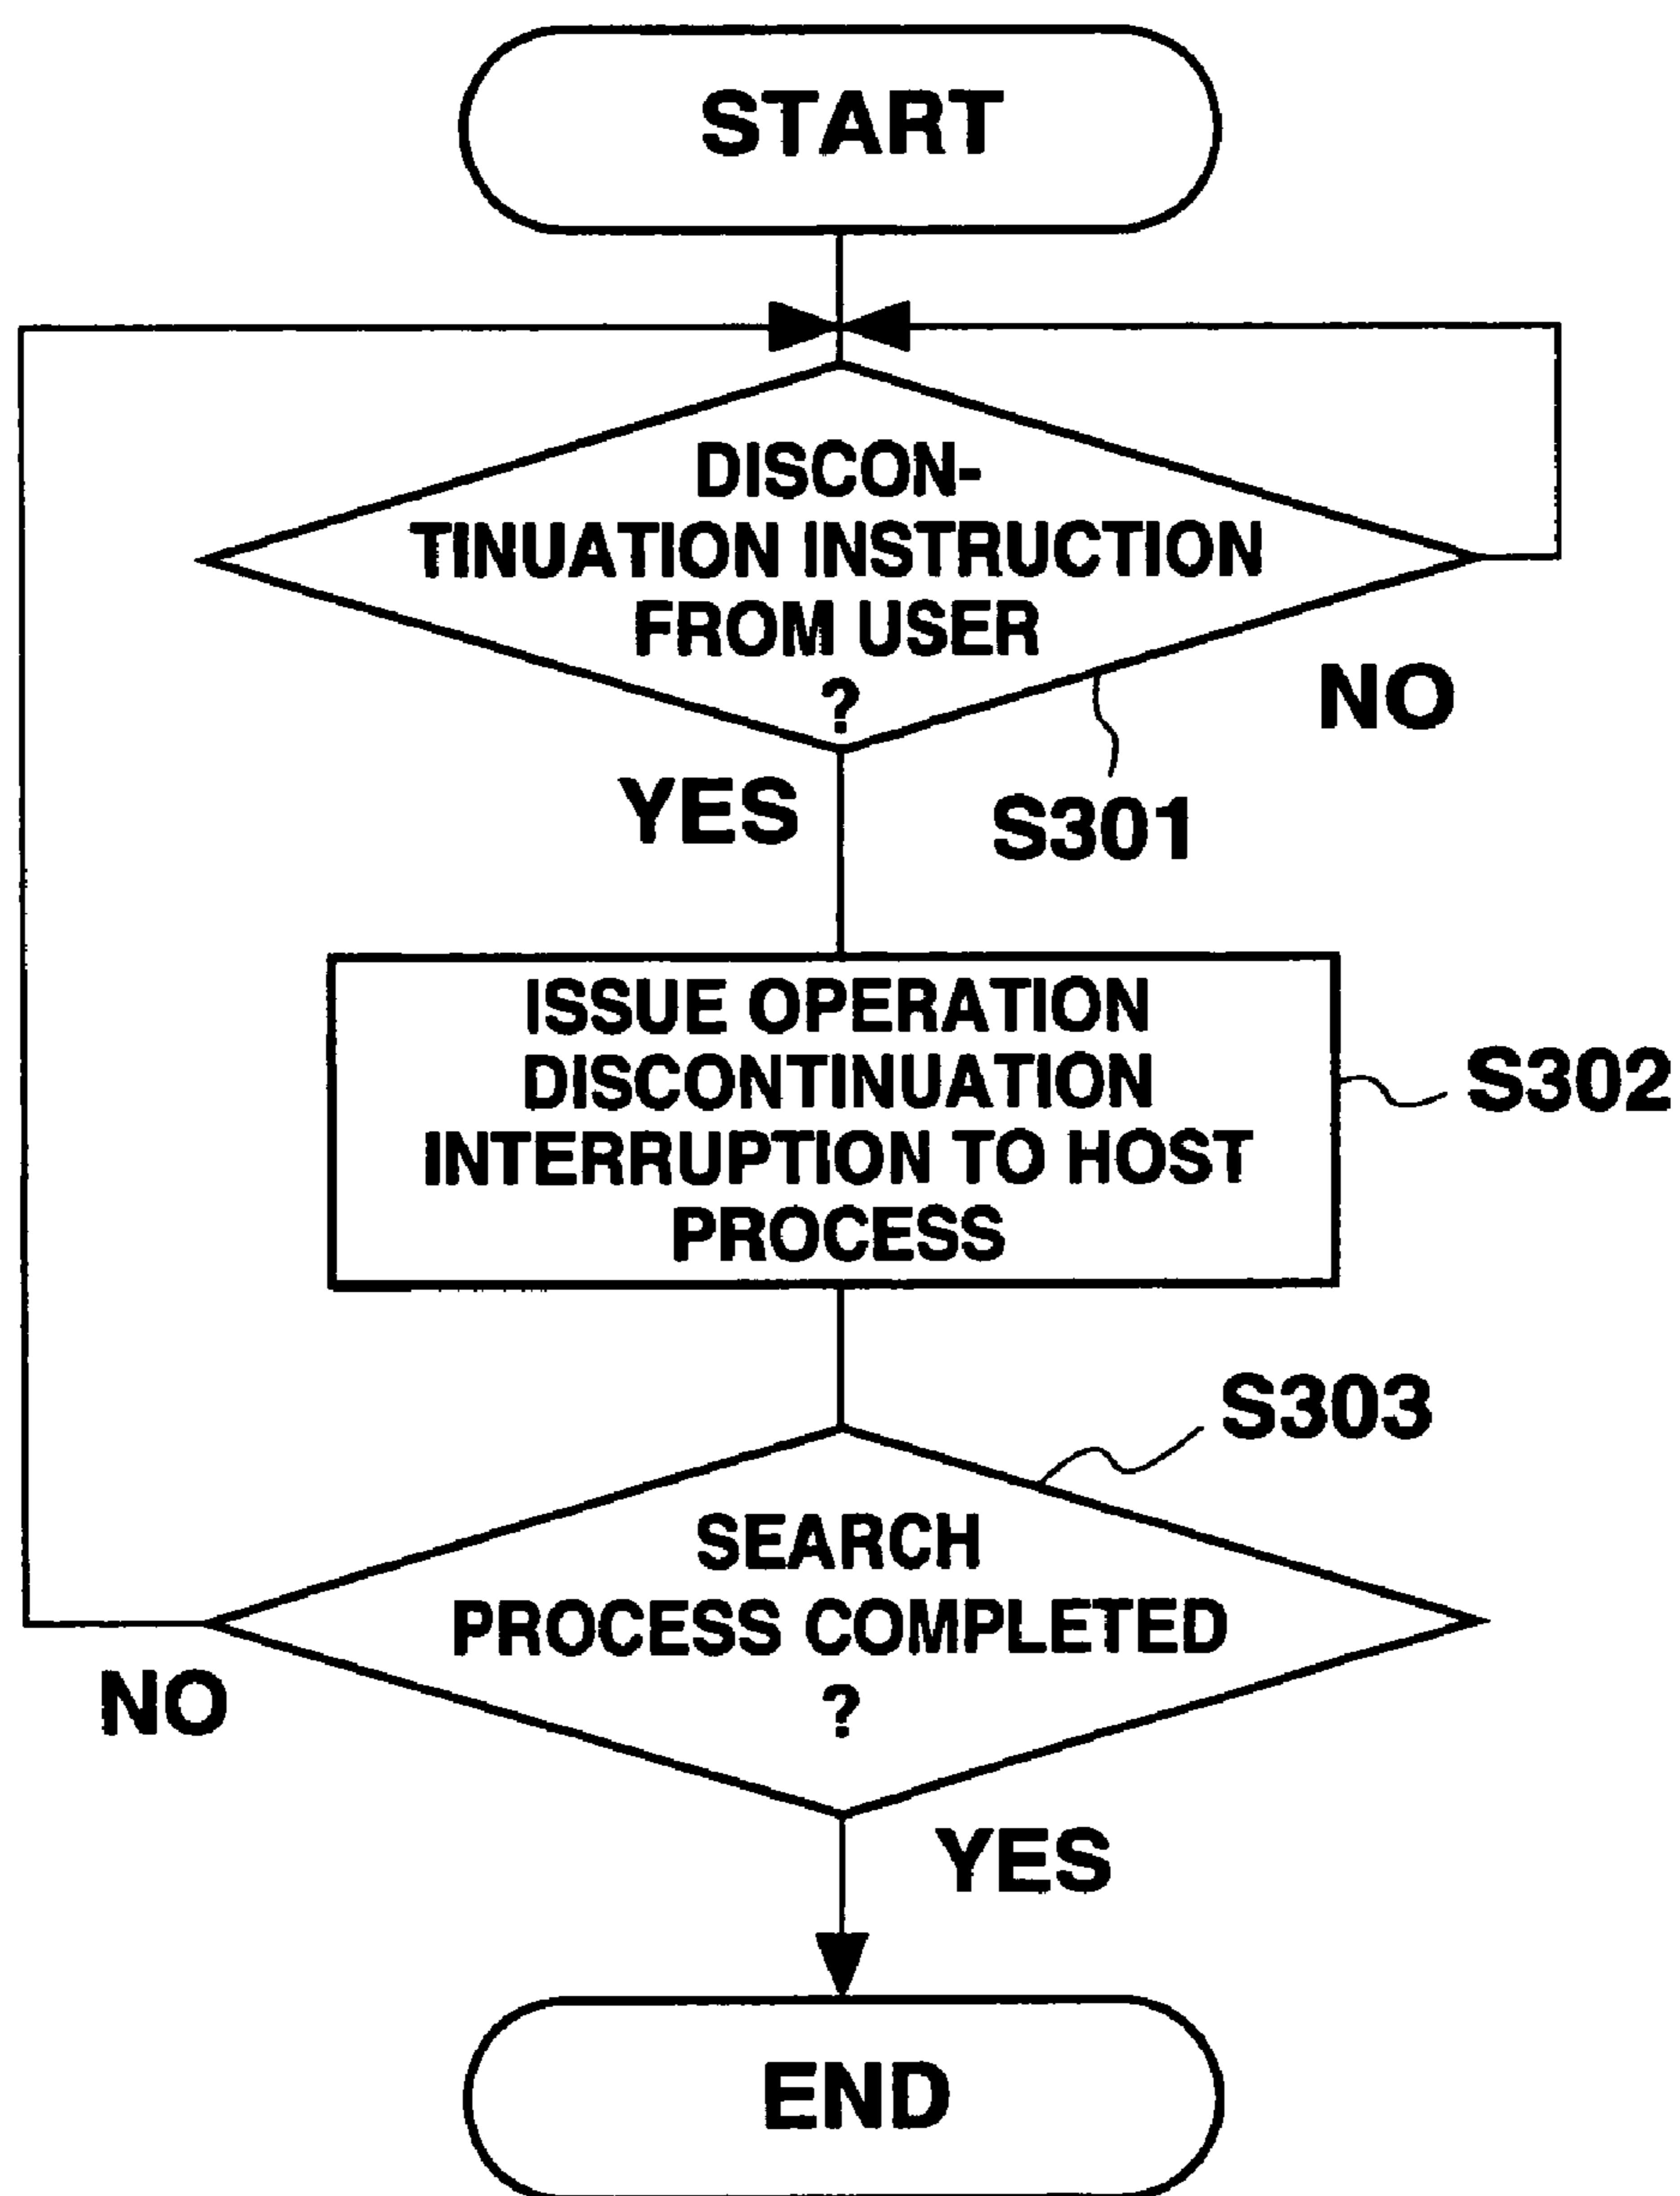 START
DISCON-
TINUATION INSTRUCTION
FROM USER
?
NO
YES
S301
ISSUE OPERATION
DISCONTINUATION
INTERRUPTION TO HOST
PROCESS
S302
S303
SEARCH
PROCESS COMPLETED
?
NO
YES
END